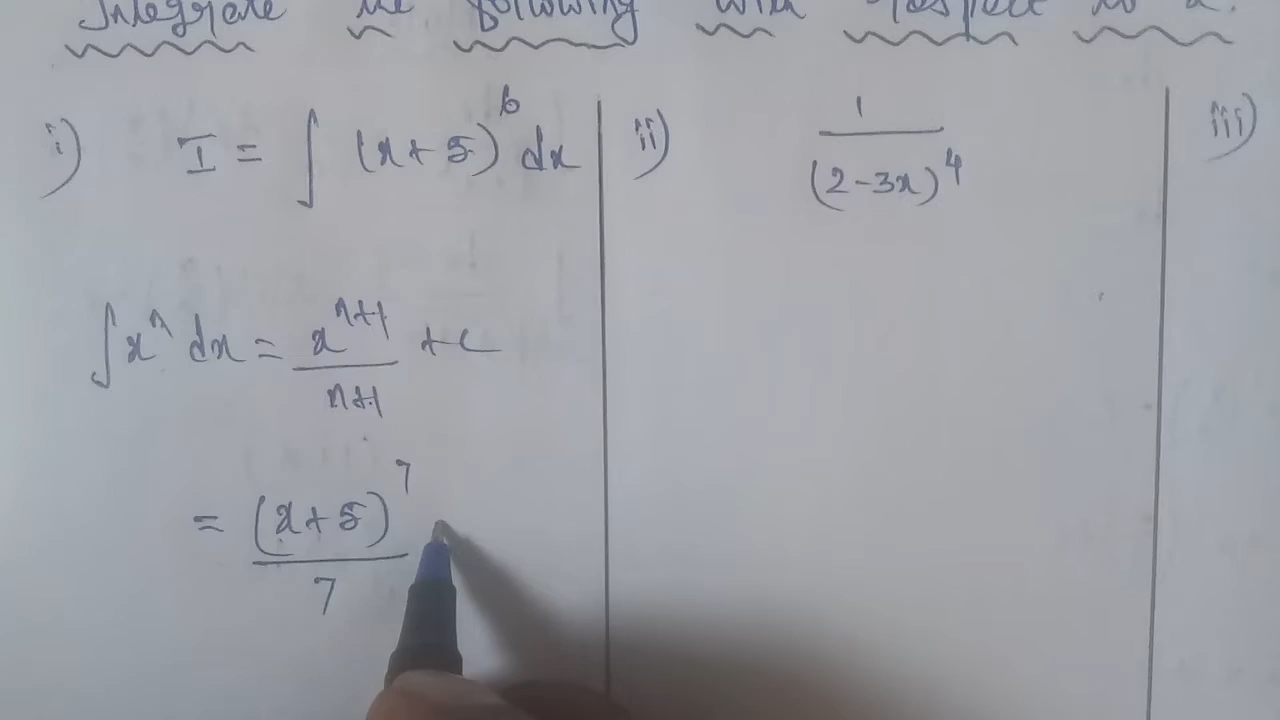 Integrate the following with respect to x.
i) I = ∫ (x+5)^6 dx
∫ x^n dx = x^(n+1)/(n+1) + c
= (x+5)^7/7
ii) 1/(2-3x)^4
iii)